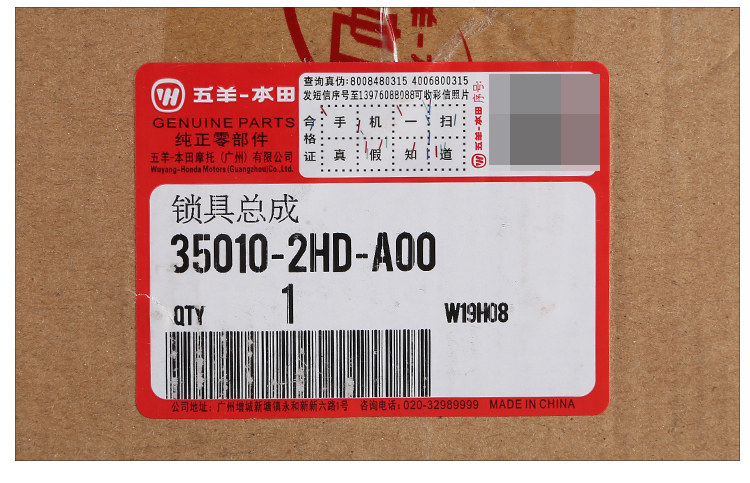 五羊-本田
GENUINE PARTS
纯正零部件
五羊-本田摩托（广州）有限公司
Wuyang-Honda Motors (Guangzhou)Co.,Ltd.
查询真伪: 8008480315 4006800315
发短信序号至13976088088可收彩信照片
合格证
手机一扫
真假知道
五羊-本田
序号:
锁具总成
35010-2HD-A00
QTY 1 W19H08
公司地址：广州增城新塘镇永和新新六路1号 咨询电话：020-32989999 MADE IN CHINA